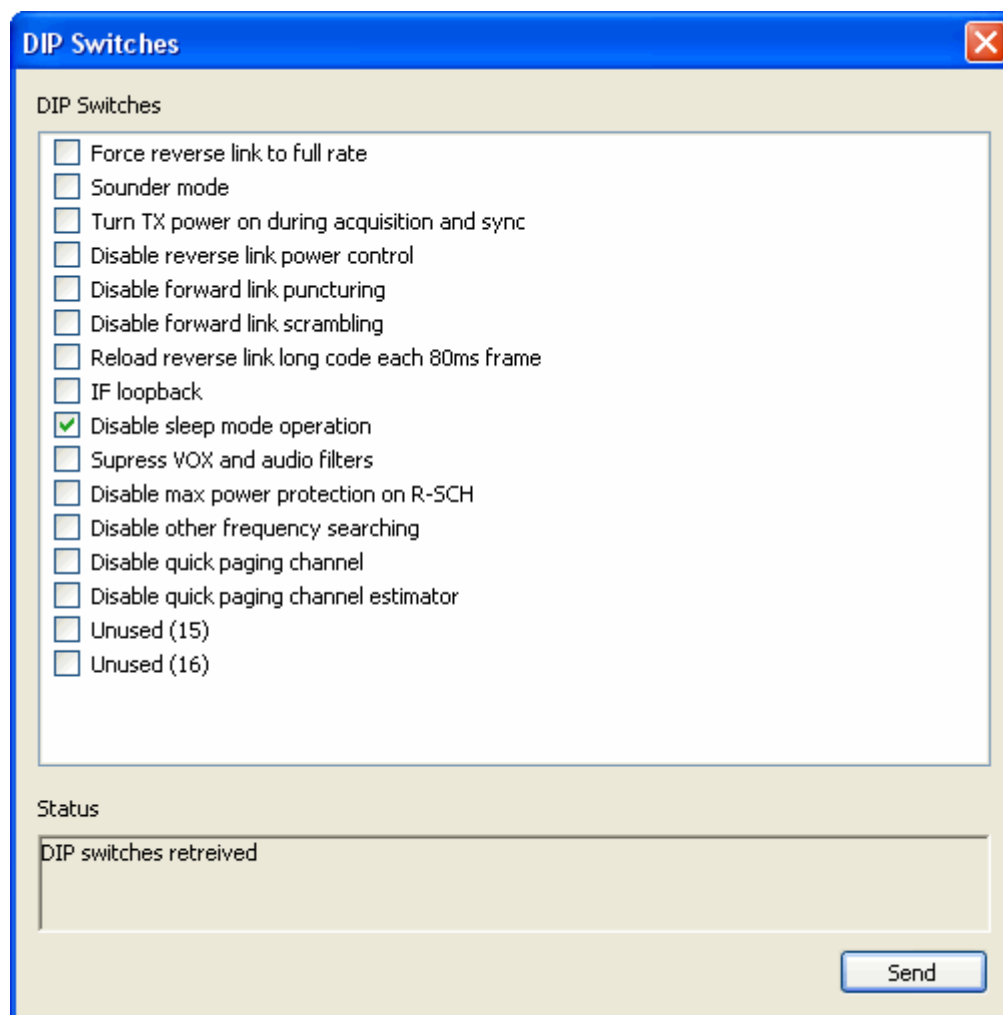 DIP Switches
DIP Switches
Force reverse link to full rate
Sounder mode
Turn TX power on during acquisition and sync
Disable reverse link power control
Disable forward link puncturing
Disable forward link scrambling
Reload reverse link long code each 80ms frame
IF loopback
Disable sleep mode operation
Supress VOX and audio filters
Disable max power protection on R-SCH
Disable other frequency searching
Disable quick paging channel
Disable quick paging channel estimator
Unused (15)
Unused (16)
Status
DIP switches retreived
Send